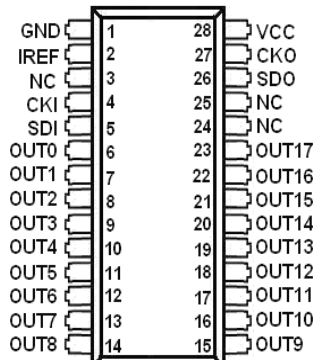 GND 1 28 VCC
IREF 2 27 CKO
NC 3 26 SDO
CKI 4 25 NC
SDI 5 24 NC
OUT0 6 23 OUT17
OUT1 7 22 OUT16
OUT2 8 21 OUT15
OUT3 9 20 OUT14
OUT4 10 19 OUT13
OUT5 11 18 OUT12
OUT6 12 17 OUT11
OUT7 13 16 OUT10
OUT8 14 15 OUT9